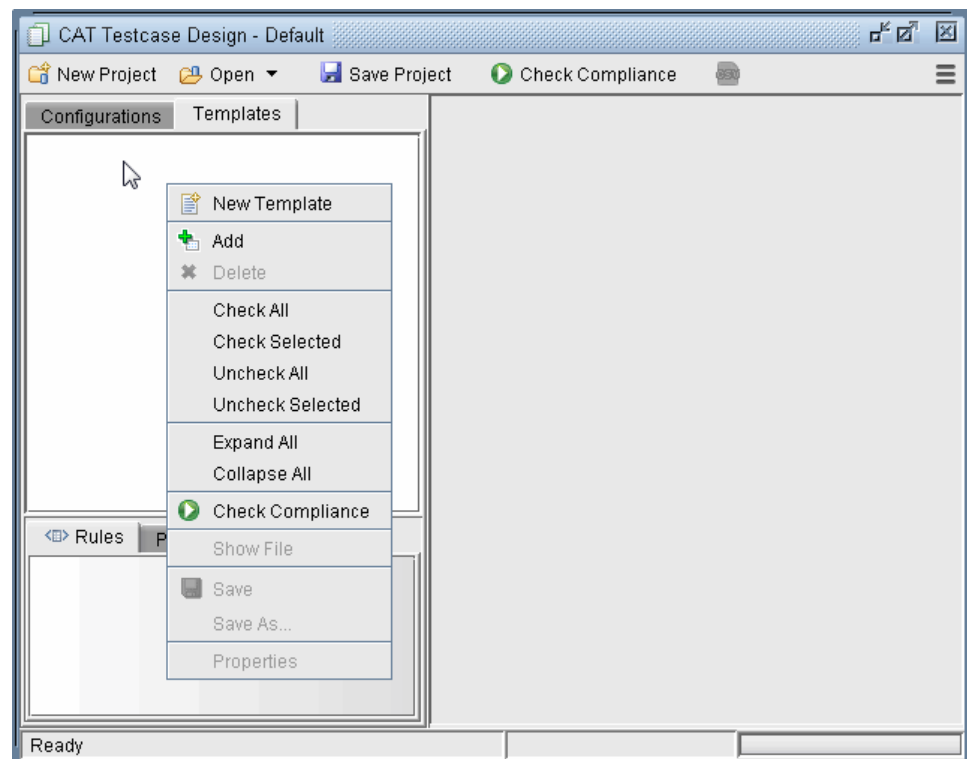 CAT Testcase Design - Default
New Project Open Save Project Check Compliance
Configurations Templates
New Template
Add
Delete
Check All
Check Selected
Uncheck All
Uncheck Selected
Expand All
Collapse All
Check Compliance
Rules P
Show File
Save
Save As...
Properties
Ready